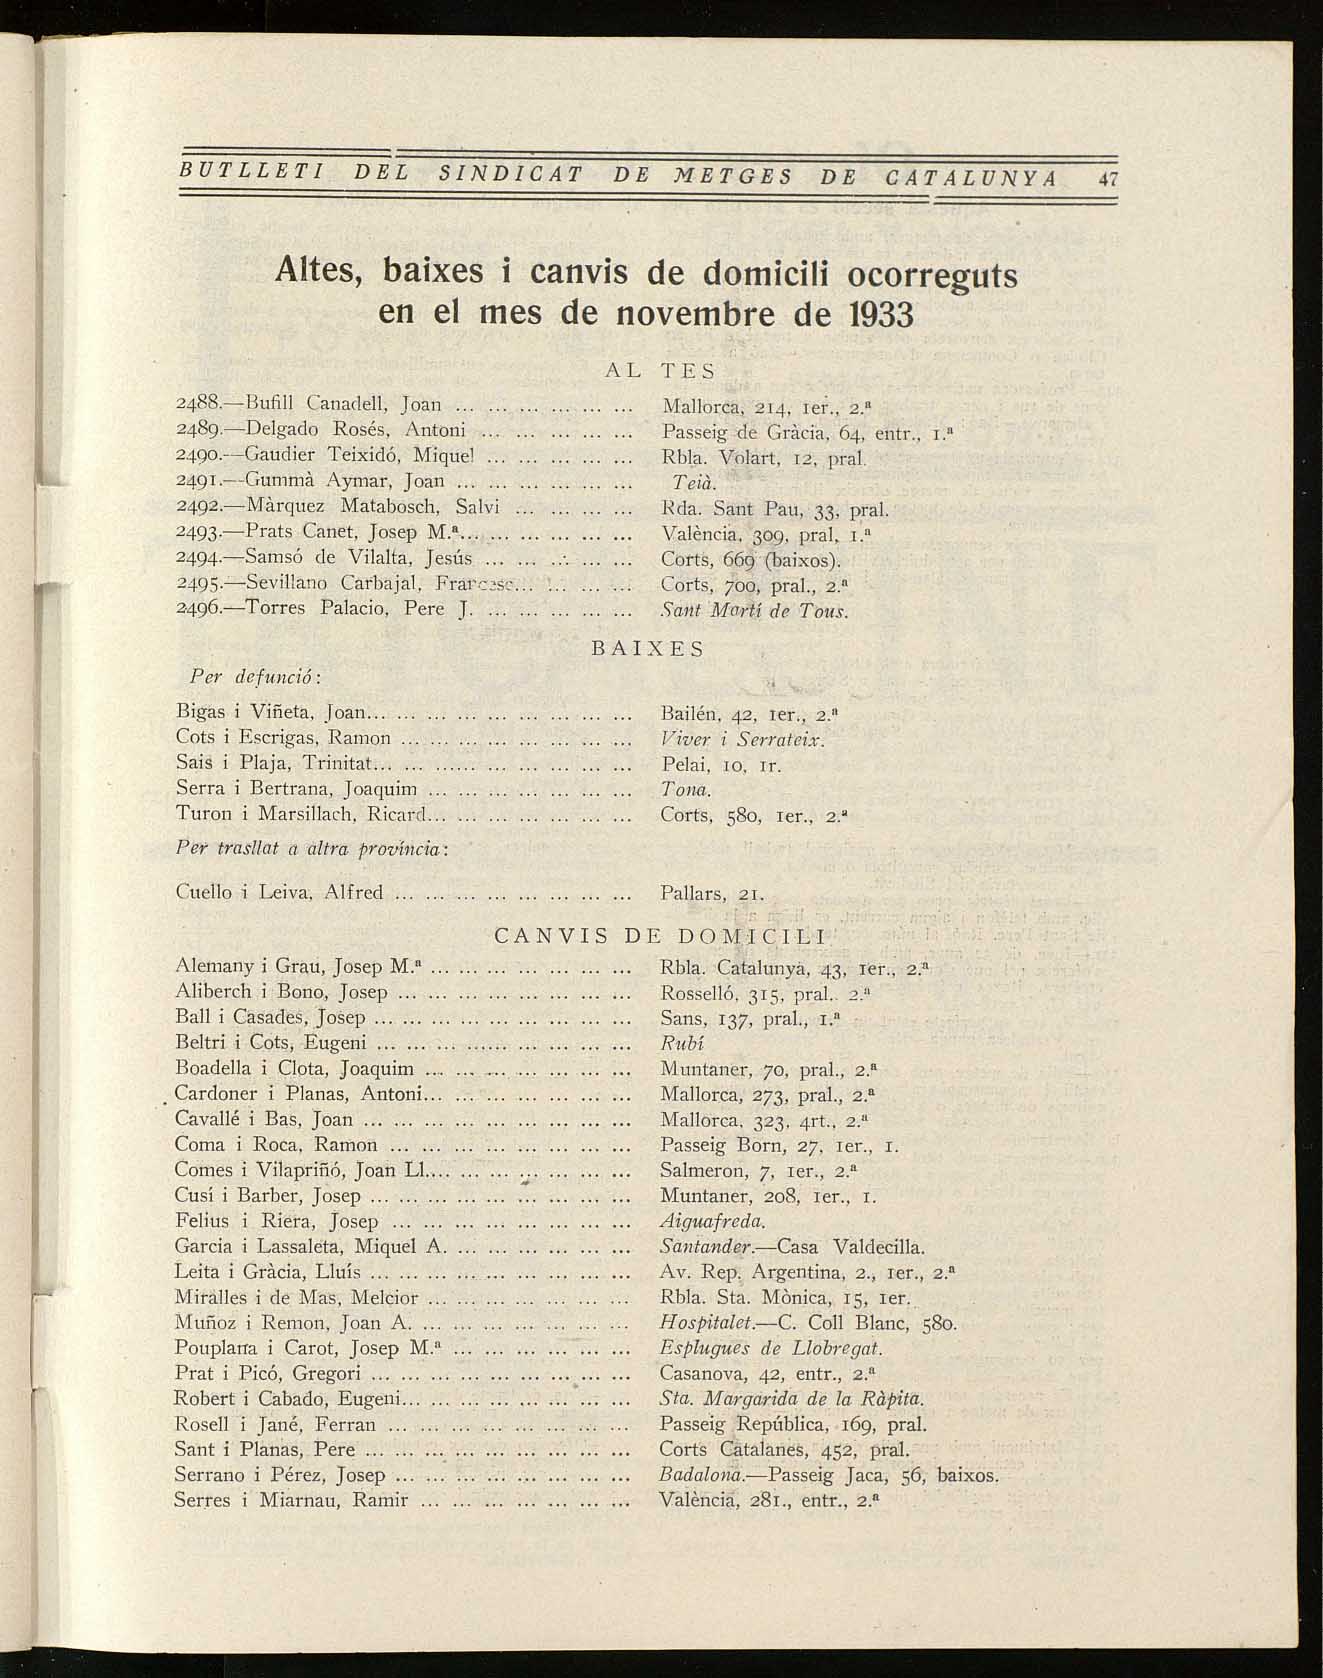 BUTLLETI DEL SINDICAT DE METGES DE CATALUNYA 47
Altes, baixes i canvis de domicili ocorreguts
en el mes de novembre de 1933
ALTES
2488.—Bufill Canadell, Joan ... ... ... ... ... ... Mallorca, 214, 1er., 2.ª
2489.—Delgado Rosés, Antoni ... ... ... ... ... Passeig de Gràcia, 64, entr., 1.ª
2490.—Gaudier Teixidó, Miquel ... ... ... ... ... Rbla. Volart, 12, pral.
2491.—Gummà Aymar, Joan ... ... ... ... ... ... Teià.
2492.—Màrquez Matabosch, Salvi ... ... ... ... Rda. Sant Pau, 33, pral.
2493.—Prats Canet, Josep M.ª... ... ... ... ... ... València, 309, pral, 1.ª
2494.—Samsó de Vilalta, Jesús ... ... ... ... ... Corts, 669 (baixos).
2495.—Sevillano Carbajal, Francesc... ... ... ... Corts, 700, pral., 2.ª
2496.—Torres Palacio, Pere J. ... ... ... ... ... Sant Martí de Tous.
BAIXES
Per defunció:
Bigas i Viñeta, Joan... ... ... ... ... ... ... ... ... Bailén, 42, 1er., 2.ª
Cots i Escrigas, Ramon ... ... ... ... ... ... ... ... Viver i Serrateix.
Sais i Plaja, Trinitat... ... ... ... ... ... ... ... ... Pelai, 10, 1r.
Serra i Bertrana, Joaquim ... ... ... ... ... ... ... Tona.
Turon i Marsillach, Ricard... ... ... ... ... ... ... Corts, 580, 1er., 2.ª
Per trasllat a altra província:
Cuello i Leiva, Alfred ... ... ... ... ... ... ... ... Pallars, 21.
CANVIS DE DOMICILI
Alemany i Grau, Josep M.ª ... ... ... ... ... ... ... Rbla. Catalunya, 43, 1er., 2.ª
Aliberch i Bono, Josep ... ... ... ... ... ... ... ... Rosselló, 315, pral.. 2.ª
Ball i Casades, Josep ... ... ... ... ... ... ... ... ... Sans, 137, pral., 1.ª
Beltri i Cots, Eugeni ... ... ... ... ... ... ... ... ... Rubí
Boadella i Clota, Joaquim ... ... ... ... ... ... ... Muntaner, 70, pral., 2.ª
Cardoner i Planas, Antoni... ... ... ... ... ... ... Mallorca, 273, pral., 2.ª
Cavallé i Bas, Joan ... ... ... ... ... ... ... ... ... Mallorca, 323, 4rt., 2.ª
Coma i Roca, Ramon ... ... ... ... ... ... ... ... Passeig Born, 27, 1er., 1.
Comes i Vilapriñó, Joan Ll.... ... ... ... ... ... ... Salmeron, 7, 1er., 2.ª
Cusí i Barber, Josep ... ... ... ... ... ... ... ... ... Muntaner, 208, 1er., 1.
Felius i Riera, Josep ... ... ... ... ... ... ... ... Aiguafreda.
Garcia i Lassaleta, Miquel A. ... ... ... ... ... ... Santander.—Casa Valdecilla.
Leita i Gràcia, Lluís ... ... ... ... ... ... ... ... ... Av. Rep. Argentina, 2., 1er., 2.ª
Miralles i de Mas, Melcior ... ... ... ... ... ... ... Rbla. Sta. Mònica, 15, 1er.
Muñoz i Remon, Joan A. ... ... ... ... ... ... ... Hospitalet.—C. Coll Blanc, 580.
Pouplana i Carot, Josep M.ª ... ... ... ... ... ... Esplugues de Llobregat.
Prat i Picó, Gregori ... ... ... ... ... ... ... ... ... Casanova, 42, entr., 2.ª
Robert i Cabado, Eugeni... ... ... ... ... ... ... ... Sta. Margarida de la Ràpita.
Rosell i Jané, Ferran ... ... ... ... ... ... ... ... Passeig República, 169, pral.
Sant i Planas, Pere ... ... ... ... ... ... ... ... ... Corts Catalanes, 452, pral.
Serrano i Pérez, Josep ... ... ... ... ... ... ... ... Badalona.—Passeig Jaca, 56, baixos.
Serres i Miarnau, Ramir ... ... ... ... ... ... ... València, 281., entr., 2.ª